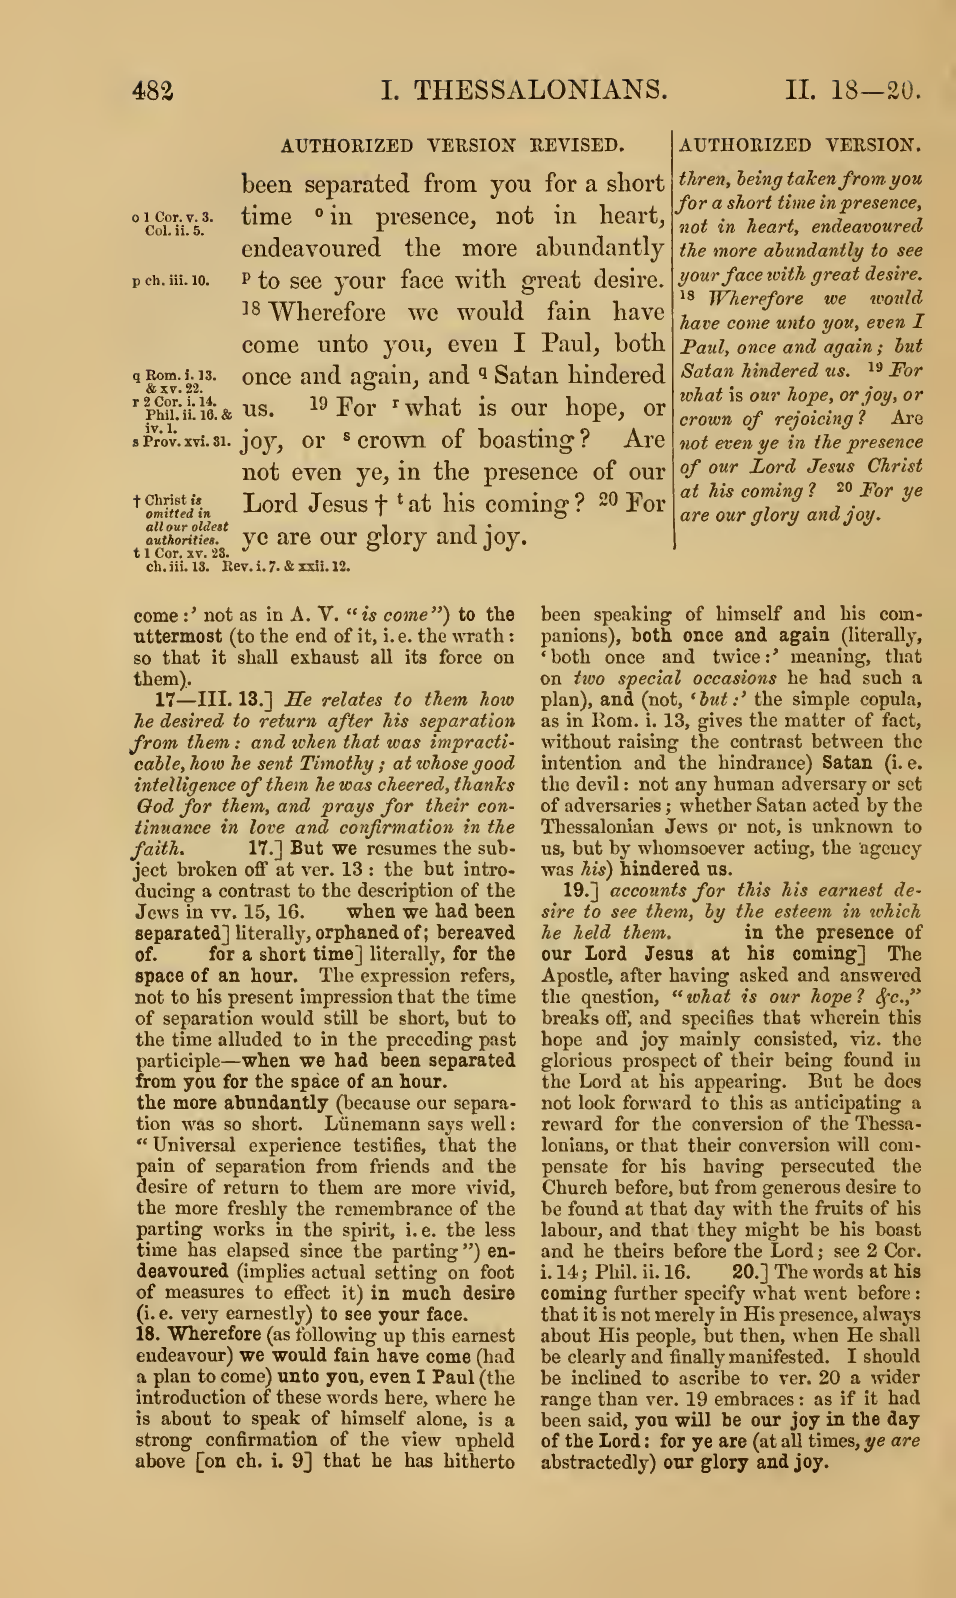 482 I. THESSALONIANS. II. 18—20.
AUTHORIZED VERSION REVISED.
been separated from you for a short
time o in presence, not in heart,
endeavoured the more abundantly
p to see your face with great desire.
18 Wherefore we would fain have
come unto you, even I Paul, both
once and again, and q Satan hindered
us. 19 For r what is our hope, or
joy, or s crown of boasting? Are
not even ye, in the presence of our
Lord Jesus † t at his coming? 20 For
ye are our glory and joy.
o 1 Cor. v. 3.
Col. ii. 5.
p ch. iii. 10.
q Rom. i. 13.
& xv. 22.
r 2 Cor. i. 14.
Phil. ii. 16. &
iv. 1.
s Prov. xvi. 31.
† Christ is
omitted in
all our oldest
authorities.
t 1 Cor. xv. 23.
ch. iii. 13. Rev. i. 7. & xxii. 12.
AUTHORIZED VERSION.
thren, being taken from you
for a short time in presence,
not in heart, endeavoured
the more abundantly to see
your face with great desire.
18 Wherefore we would
have come unto you, even I
Paul, once and again; but
Satan hindered us. 19 For
what is our hope, or joy, or
crown of rejoicing? Are
not even ye in the presence
of our Lord Jesus Christ
at his coming? 20 For ye
are our glory and joy.
come:’ not as in A. V. “is come”) to the
uttermost (to the end of it, i. e. the wrath:
so that it shall exhaust all its force on
them).
17—III. 13.] He relates to them how
he desired to return after his separation
from them: and when that was impracti-
cable, how he sent Timothy; at whose good
intelligence of them he was cheered, thanks
God for them, and prays for their con-
tinuance in love and confirmation in the
faith. 17.] But we resumes the sub-
ject broken off at ver. 13: the but intro-
ducing a contrast to the description of the
Jews in vv. 15, 16. when we had been
separated] literally, orphaned of; bereaved
of. for a short time] literally, for the
space of an hour. The expression refers,
not to his present impression that the time
of separation would still be short, but to
the time alluded to in the preceding past
participle—when we had been separated
from you for the space of an hour.
the more abundantly (because our separa-
tion was so short. Lünemann says well:
“Universal experience testifies, that the
pain of separation from friends and the
desire of return to them are more vivid,
the more freshly the remembrance of the
parting works in the spirit, i. e. the less
time has elapsed since the parting”) en-
deavoured (implies actual setting on foot
of measures to effect it) in much desire
(i. e. very earnestly) to see your face.
18. Wherefore (as following up this earnest
endeavour) we would fain have come (had
a plan to come) unto you, even I Paul (the
introduction of these words here, where he
is about to speak of himself alone, is a
strong confirmation of the view upheld
above [on ch. i. 9] that he has hitherto
been speaking of himself and his com-
panions), both once and again (literally,
‘both once and twice:’ meaning, that
on two special occasions he had such a
plan), and (not, ‘but:’ the simple copula,
as in Rom. i. 13, gives the matter of fact,
without raising the contrast between the
intention and the hindrance) Satan (i. e.
the devil: not any human adversary or set
of adversaries; whether Satan acted by the
Thessalonian Jews or not, is unknown to
us, but by whomsoever acting, the agency
was his) hindered us.
19.] accounts for this his earnest de-
sire to see them, by the esteem in which
he held them. in the presence of
our Lord Jesus at his coming] The
Apostle, after having asked and answered
the question, “what is our hope? &c.,”
breaks off, and specifies that wherein this
hope and joy mainly consisted, viz. the
glorious prospect of their being found in
the Lord at his appearing. But he does
not look forward to this as anticipating a
reward for the conversion of the Thessa-
lonians, or that their conversion will com-
pensate for his having persecuted the
Church before, but from generous desire to
be found at that day with the fruits of his
labour, and that they might be his boast
and he theirs before the Lord; see 2 Cor.
i. 14; Phil. ii. 16. 20.] The words at his
coming further specify what went before:
that it is not merely in His presence, always
about His people, but then, when He shall
be clearly and finally manifested. I should
be inclined to ascribe to ver. 20 a wider
range than ver. 19 embraces: as if it had
been said, you will be our joy in the day
of the Lord: for ye are (at all times, ye are
abstractedly) our glory and joy.